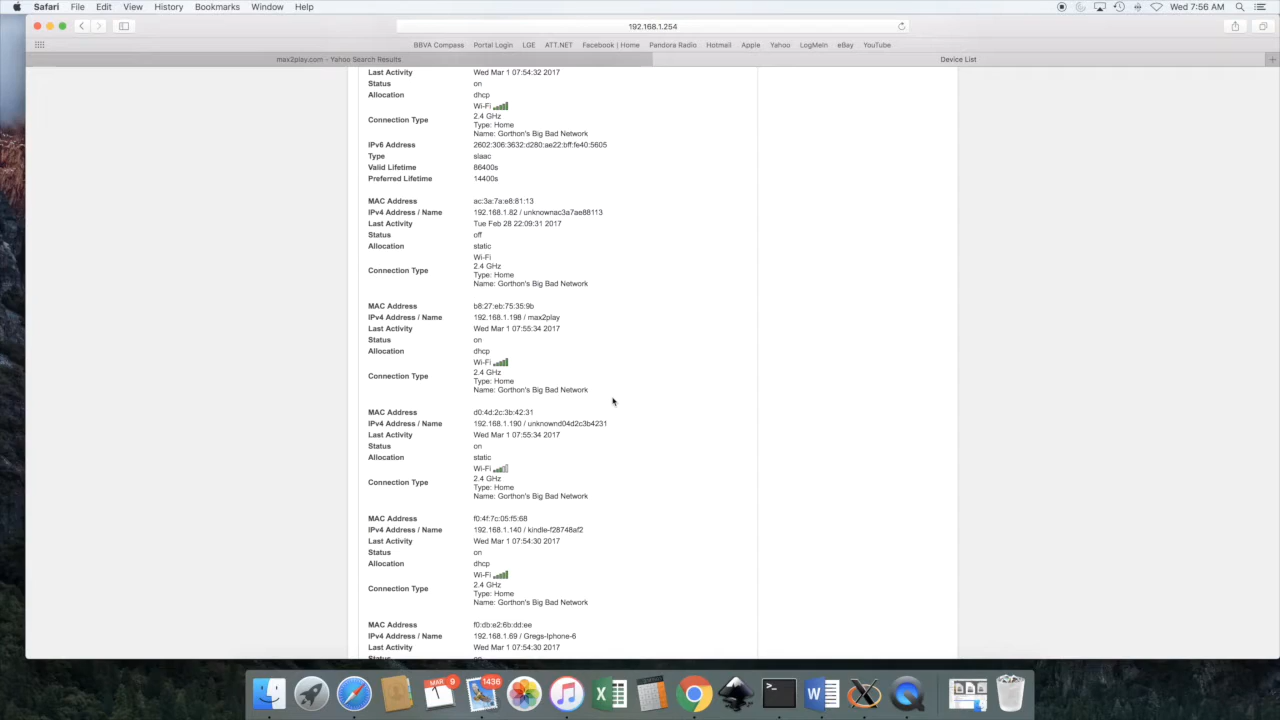 Safari File Edit View History Bookmarks Window Help Wed 7:56 AM
192.168.1.254
BBVA Compass Portal Login LGE ATT.NET Facebook | Home Pandora Radio Hotmail Apple Yahoo LogMeIn eBay YouTube
max2play.com - Yahoo Search Results Device List
Last Activity Wed Mar 1 07:54:32 2017
Status on
Allocation dhcp
Wi-Fi
2.4 GHz
Connection Type
Type: Home
Name: Gorthon's Big Bad Network
IPv6 Address 2602:306:3632:d280:ae22:bff:fe40:5605
Type slaac
Valid Lifetime 86400s
Preferred Lifetime 14400s
MAC Address ac:3a:7a:e8:81:13
IPv4 Address / Name 192.168.1.82 / unknownac3a7ae88113
Last Activity Tue Feb 28 22:09:31 2017
Status off
Allocation static
Wi-Fi
2.4 GHz
Connection Type
Type: Home
Name: Gorthon's Big Bad Network
MAC Address b8:27:eb:75:35:9b
IPv4 Address / Name 192.168.1.198 / max2play
Last Activity Wed Mar 1 07:55:34 2017
Status on
Allocation dhcp
Wi-Fi
2.4 GHz
Connection Type
Type: Home
Name: Gorthon's Big Bad Network
MAC Address d0:4d:2c:3b:42:31
IPv4 Address / Name 192.168.1.190 / unknownd04d2c3b4231
Last Activity Wed Mar 1 07:55:34 2017
Status on
Allocation static
Wi-Fi
2.4 GHz
Connection Type
Type: Home
Name: Gorthon's Big Bad Network
MAC Address f0:4f:7c:05:f5:68
IPv4 Address / Name 192.168.1.140 / kindle-f28748af2
Last Activity Wed Mar 1 07:54:30 2017
Status on
Allocation dhcp
Wi-Fi
2.4 GHz
Connection Type
Type: Home
Name: Gorthon's Big Bad Network
MAC Address f0:db:e2:6b:dd:ee
IPv4 Address / Name 192.168.1.69 / Gregs-Iphone-6
Last Activity Wed Mar 1 07:54:30 2017
Status on
MAR 1 9 1436